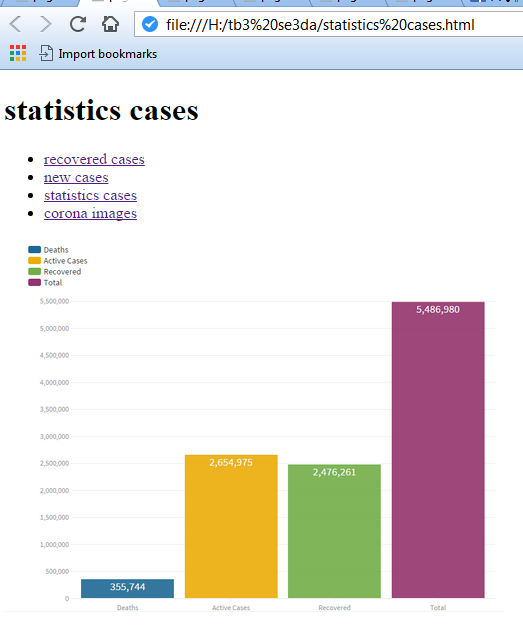 file:///H:/tb3%20se3da/statistics%20cases.html
Import bookmarks
statistics cases
recovered cases
new cases
statistics cases
corona images
Deaths
Active Cases
Recovered
Total
5,500,000
5,486,980
5,000,000
4,500,000
4,000,000
3,500,000
3,000,000
2,500,000
2,654,975
2,476,261
2,000,000
1,500,000
1,000,000
500,000
355,744
0
Deaths Active Cases Recovered Total